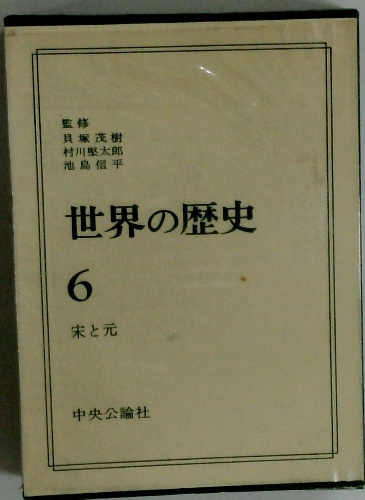 監修
貝塚茂樹
村川堅太郎
池島信平
世界の歴史
6
宋と元
中央公論社